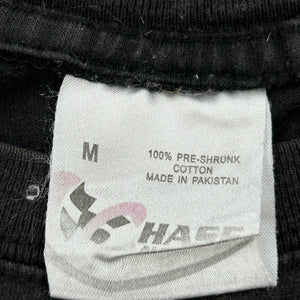 M
100% PRE-SHRUNK
COTTON
MADE IN PAKISTAN